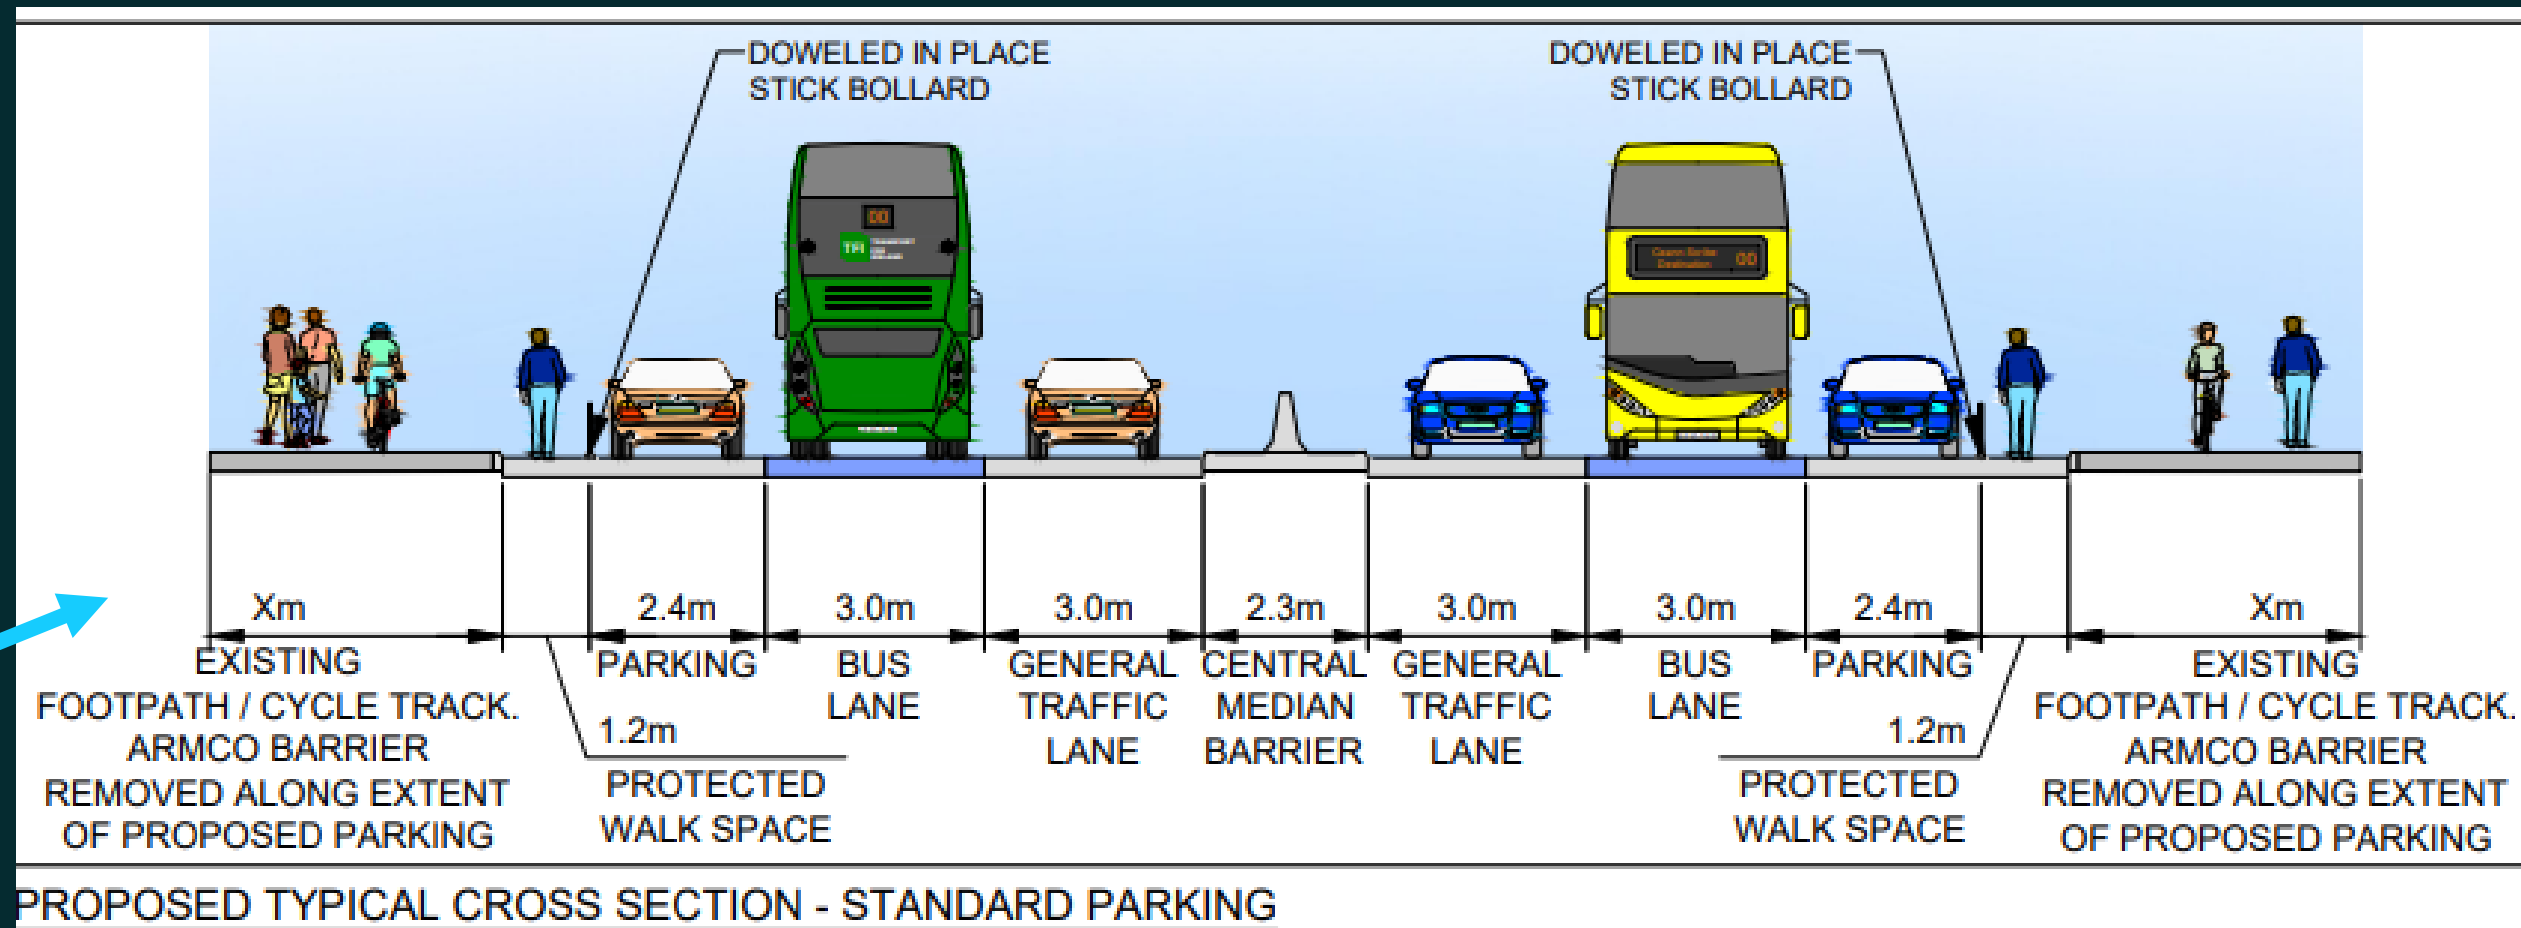 DOWELED IN PLACE
STICK BOLLARD
DOWELED IN PLACE
STICK BOLLARD
00
TFI
00
Xm
2.4m
3.0m
3.0m
2.3m
3.0m
3.0m
2.4m
Xm
EXISTING
FOOTPATH / CYCLE TRACK.
ARMCO BARRIER
REMOVED ALONG EXTENT
OF PROPOSED PARKING
1.2m
PROTECTED
WALK SPACE
PARKING
BUS
LANE
GENERAL
TRAFFIC
LANE
CENTRAL
MEDIAN
BARRIER
GENERAL
TRAFFIC
LANE
BUS
LANE
PARKING
1.2m
PROTECTED
WALK SPACE
EXISTING
FOOTPATH / CYCLE TRACK.
ARMCO BARRIER
REMOVED ALONG EXTENT
OF PROPOSED PARKING
PROPOSED TYPICAL CROSS SECTION - STANDARD PARKING